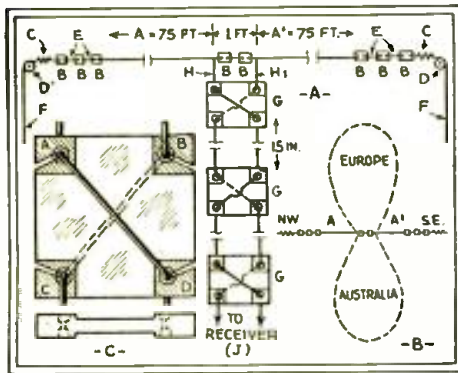 A = 75 FT 1 FT A' = 75 FT.
C E E C
B B B B B B B B
D H H1 D
F G -A- F
15 IN.
A B G EUROPE
NW A A' S.E.
C D G AUSTRALIA
TO
RECEIVER
-C- (J) -B-